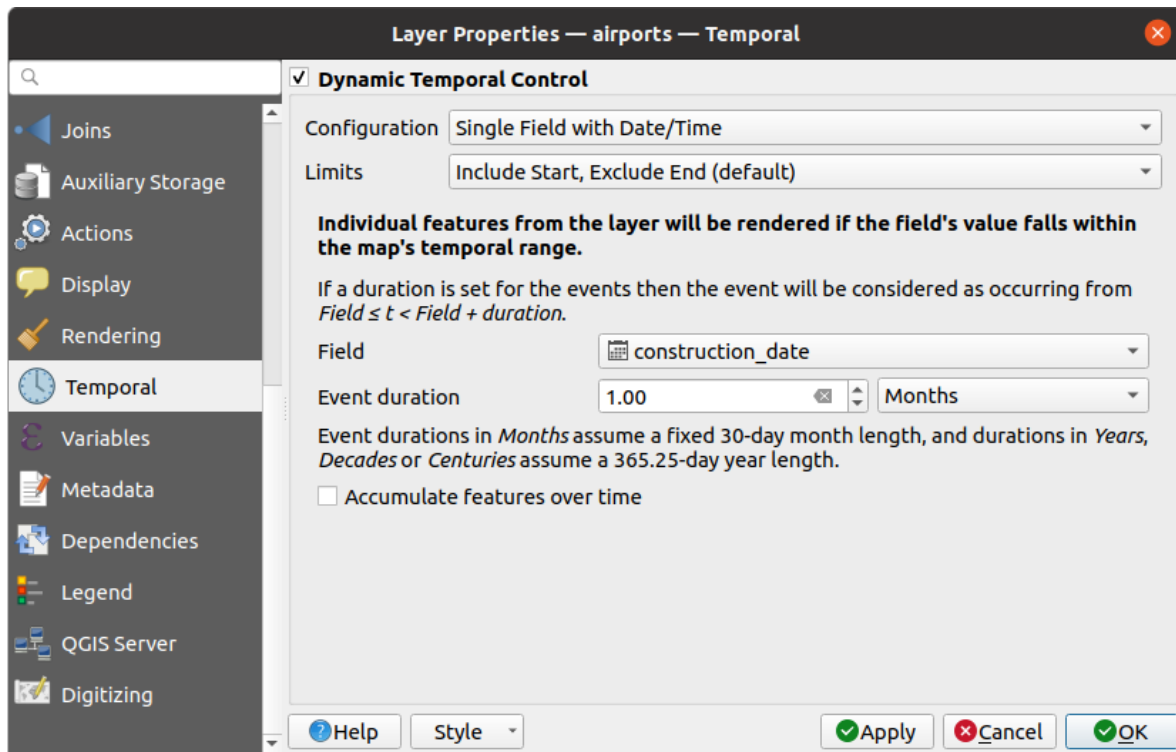 Layer Properties — airports — Temporal
Joins
Auxiliary Storage
Actions
Display
Rendering
Temporal
Variables
Metadata
Dependencies
Legend
QGIS Server
Digitizing
Dynamic Temporal Control
Configuration Single Field with Date/Time
Limits Include Start, Exclude End (default)
Individual features from the layer will be rendered if the field's value falls within
the map's temporal range.
If a duration is set for the events then the event will be considered as occurring from
Field ≤ t < Field + duration.
Field construction_date
Event duration 1.00 Months
Event durations in Months assume a fixed 30-day month length, and durations in Years,
Decades or Centuries assume a 365.25-day year length.
Accumulate features over time
Help Style Apply Cancel OK